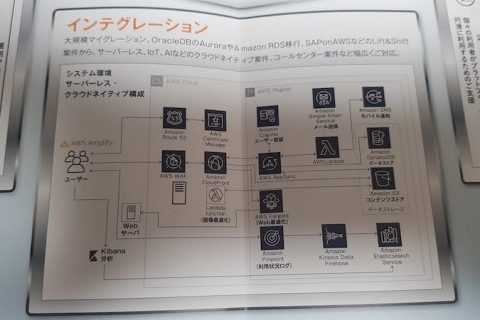 インテグレーション
大規模マイグレーション、OracleDBのAuroraやAmazon RDS移行、SAPonAWSなどのLift&Shift
案件から、サーバーレス、IoT、AIなどのクラウドネイティブ案件、コールセンター案件など幅広くご対応。
システム環境
サーバーレス・
クラウドネイティブ構成
AWS Cloud
AWS Region
Amazon
Route 53
AWS
Certificate
Manager
Amazon
Cognito
ユーザー認証
Amazon
Simple Email
Service
メール送信
Amazon SNS
モバイル通知
AWS Amplify
ユーザー
AWS WAF
Amazon
CloudFront
AWS AppSync
AWS Lambda
Amazon
DynamoDB
データストア
Lambda
function
(画像最適化)
Amazon S3
コンテンツストア
データストレージ
Web
サーバ
AWS Fargate
(Web最適化)
Kibana
分析
Amazon
Pinpoint
(利用状況ログ)
Amazon
Kinesis Data
Firehose
Amazon
Elasticsearch
Service
個々の利用者が
円滑に利用する
ためのご支援